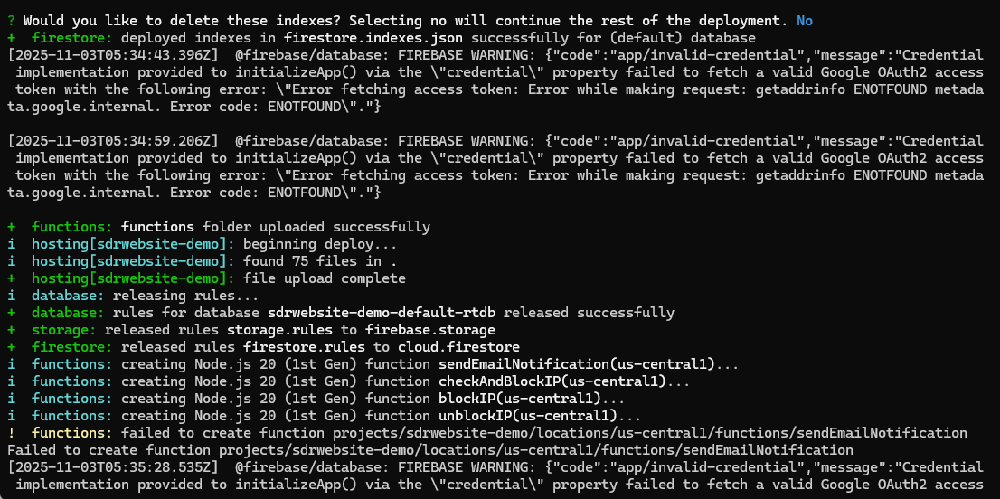 ? Would you like to delete these indexes? Selecting no will continue the rest of the deployment. No
+  firestore: deployed indexes in firestore.indexes.json successfully for (default) database
[2025-11-03T05:34:43.396Z]  @firebase/database: FIREBASE WARNING: {"code":"app/invalid-credential","message":"Credential
 implementation provided to initializeApp() via the \"credential\" property failed to fetch a valid Google OAuth2 access
 token with the following error: \"Error fetching access token: Error while making request: getaddrinfo ENOTFOUND metada
ta.google.internal. Error code: ENOTFOUND\"."}
[2025-11-03T05:34:59.206Z]  @firebase/database: FIREBASE WARNING: {"code":"app/invalid-credential","message":"Credential
 implementation provided to initializeApp() via the \"credential\" property failed to fetch a valid Google OAuth2 access
 token with the following error: \"Error fetching access token: Error while making request: getaddrinfo ENOTFOUND metada
ta.google.internal. Error code: ENOTFOUND\"."}
+  functions: functions folder uploaded successfully
i  hosting[sdrwebsite-demo]: beginning deploy...
i  hosting[sdrwebsite-demo]: found 75 files in .
+  hosting[sdrwebsite-demo]: file upload complete
i  database: releasing rules...
+  database: rules for database sdrwebsite-demo-default-rtdb released successfully
+  storage: released rules storage.rules to firebase.storage
+  firestore: released rules firestore.rules to cloud.firestore
i  functions: creating Node.js 20 (1st Gen) function sendEmailNotification(us-central1)...
i  functions: creating Node.js 20 (1st Gen) function checkAndBlockIP(us-central1)...
i  functions: creating Node.js 20 (1st Gen) function blockIP(us-central1)...
i  functions: creating Node.js 20 (1st Gen) function unblockIP(us-central1)...
!  functions: failed to create function projects/sdrwebsite-demo/locations/us-central1/functions/sendEmailNotification
Failed to create function projects/sdrwebsite-demo/locations/us-central1/functions/sendEmailNotification
[2025-11-03T05:35:28.535Z]  @firebase/database: FIREBASE WARNING: {"code":"app/invalid-credential","message":"Credential
 implementation provided to initializeApp() via the \"credential\" property failed to fetch a valid Google OAuth2 access